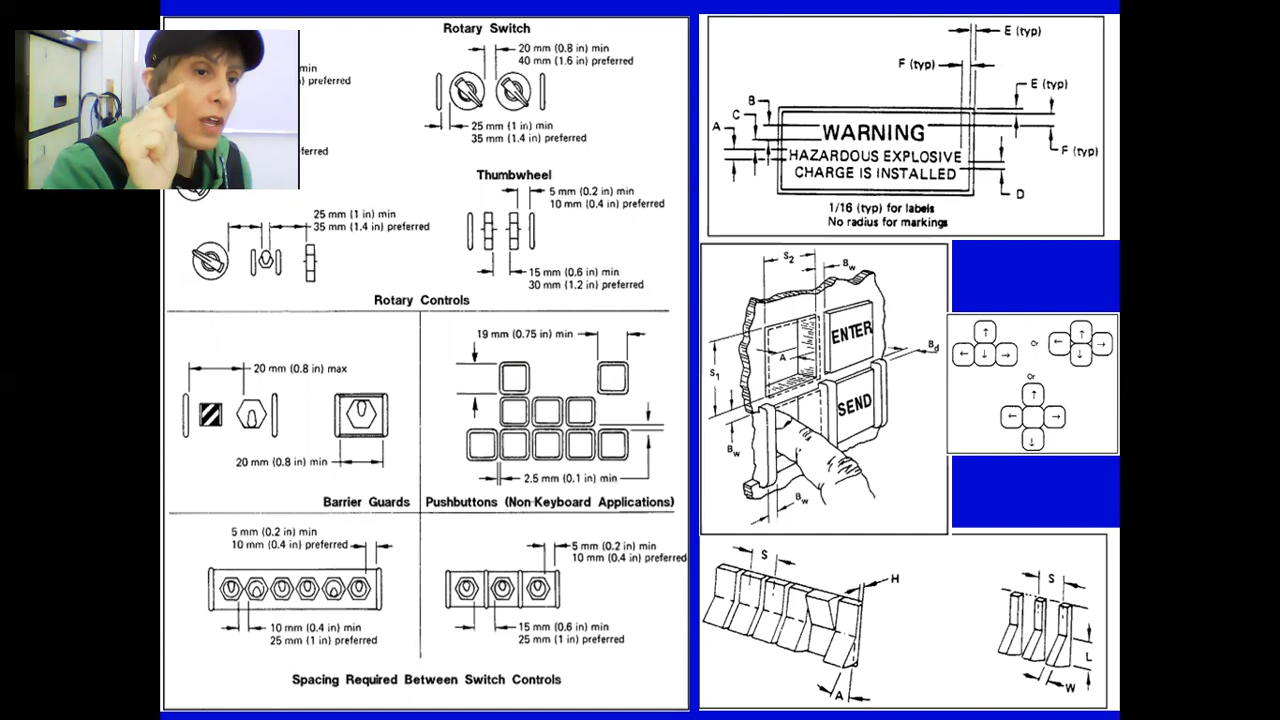 Rotary Switch
20 mm (0.8 in) min
40 mm (1.6 in) preferred
min
preferred
25 mm (1 in) min
35 mm (1.4 in) preferred
ferred
Thumbwheel
5 mm (0.2 in) min
10 mm (0.4 in) preferred
25 mm (1 in) min
35 mm (1.4 in) preferred
15 mm (0.6 in) min
30 mm (1.2 in) preferred
Rotary Controls
19 mm (0.75 in) min
20 mm (0.8 in) max
20 mm (0.8 in) min
2.5 mm (0.1 in) min
Barrier Guards
Pushbuttons (Non-Keyboard Applications)
5 mm (0.2 in) min
10 mm (0.4 in) preferred
5 mm (0.2 in) min
10 mm (0.4 in) preferred
10 mm (0.4 in) min
25 mm (1 in) preferred
15 mm (0.6 in) min
25 mm (1 in) preferred
Spacing Required Between Switch Controls
E (typ)
F (typ)
E (typ)
B
C
A
F (typ)
D
WARNING
HAZARDOUS EXPLOSIVE
CHARGE IS INSTALLED
1/16 (typ) for labels
No radius for markings
S2
Bw
ENTER
A
Bd
S1
SEND
Bw
Bw
Or
Or
S
H
A
S
L
W